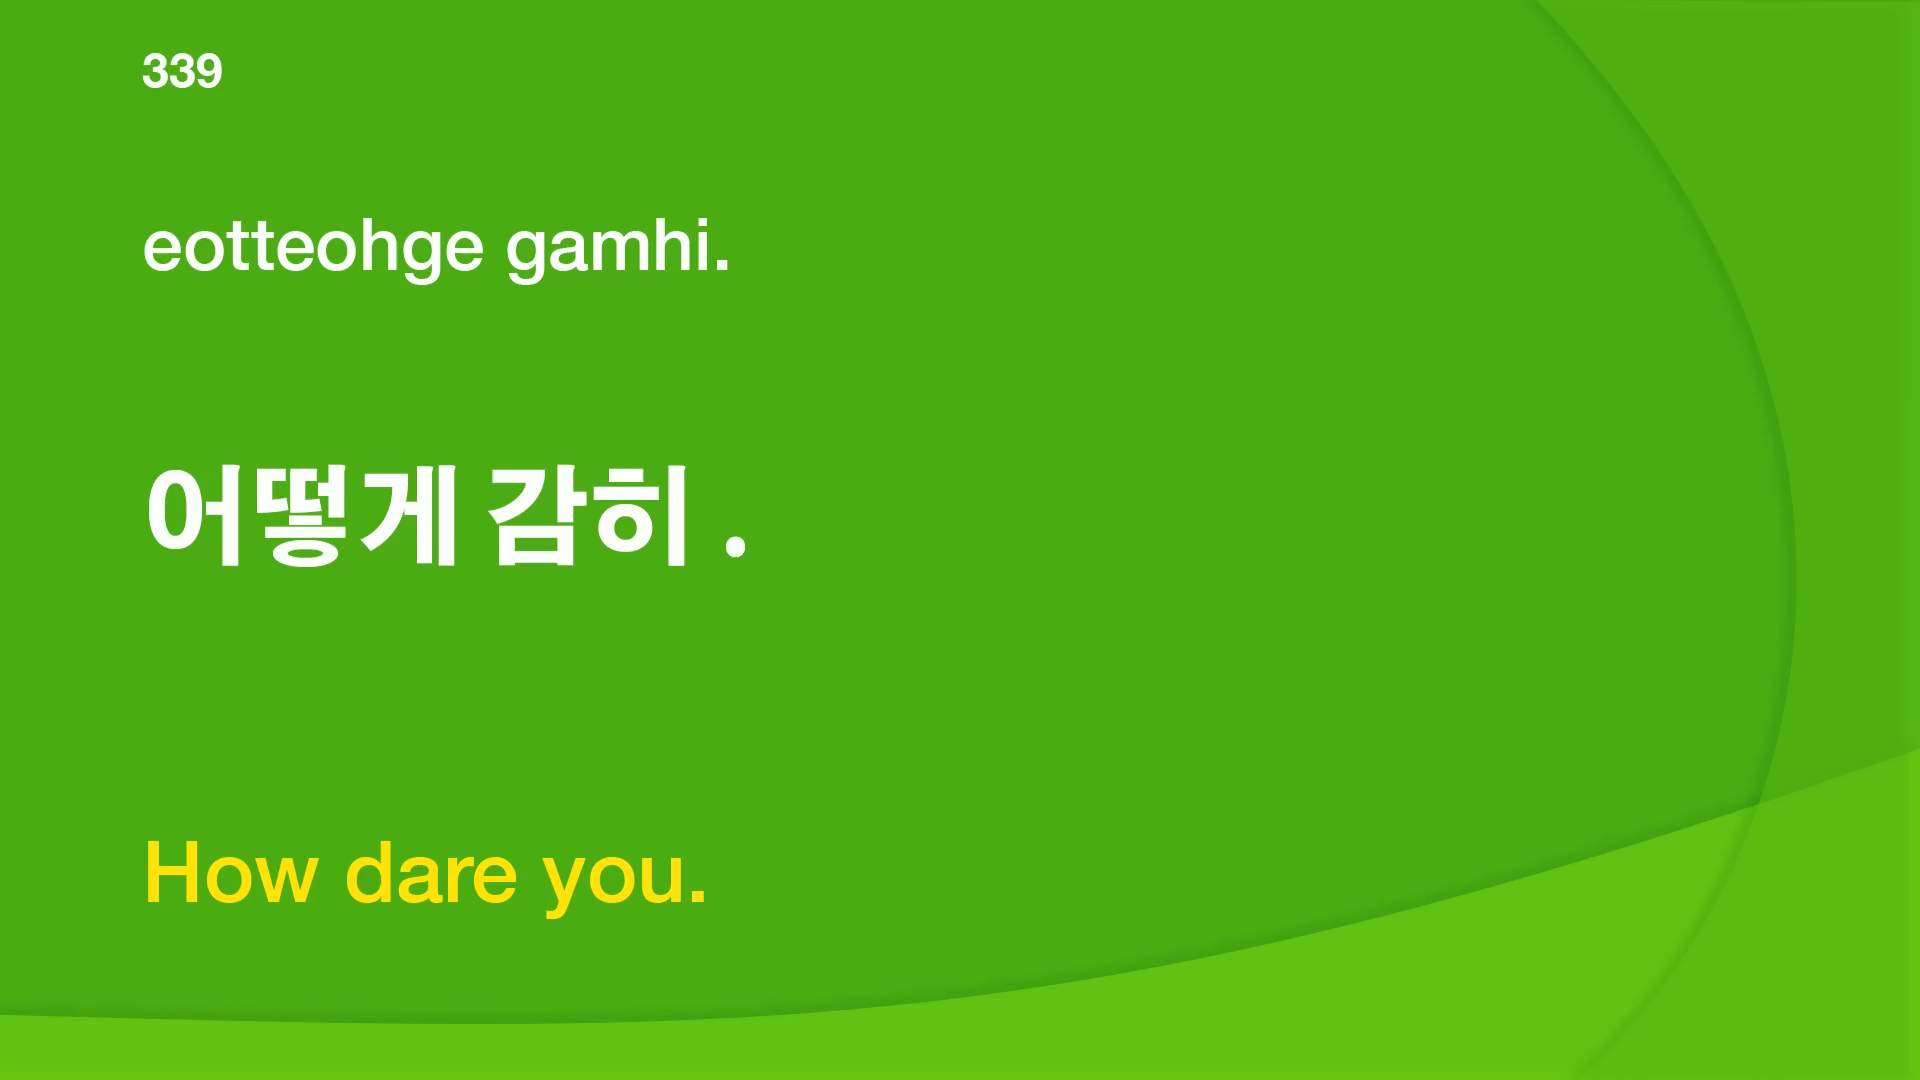 339
eotteohge gamhi.
어떻게 감히 .
How dare you.